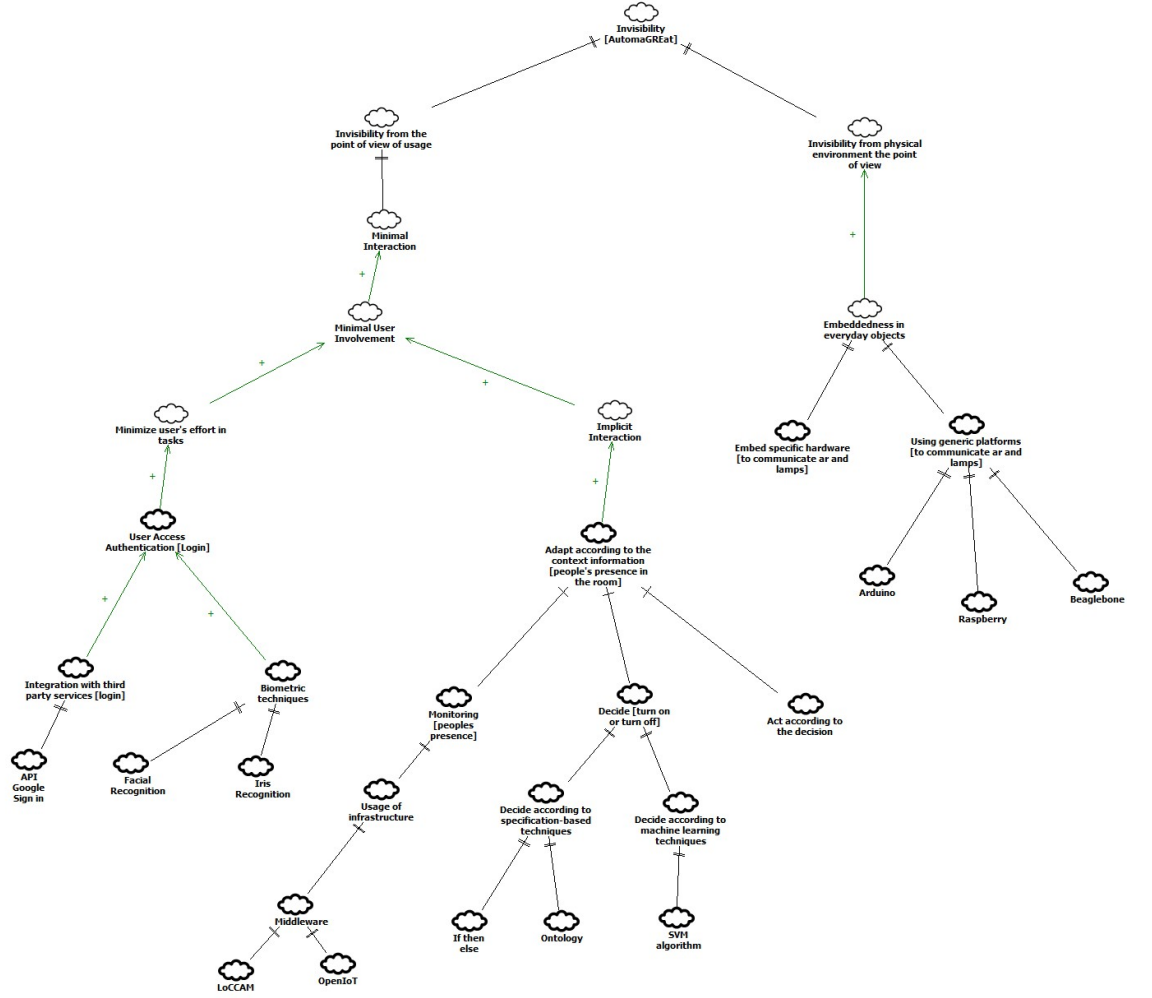 Invisibility
[AutomaGREat]
Invisibility from the
point of view of usage
Invisibility from physical
environment the point
of view
Minimal
Interaction
+
+
Minimal User
Involvement
Embeddedness in
everyday objects
+
+
Minimize user's effort in
tasks
Implicit
Interaction
Embed specific hardware
[to communicate ar and
lamps]
Using generic platforms
[to communicate ar and
lamps]
+
+
User Access
Authentication [Login]
Adapt according to the
context information
[people's presence in
the room]
Arduino
Raspberry
Beaglebone
+
+
Integration with third
party services [login]
Biometric
techniques
Monitoring
[peoples
presence]
Decide [turn on
or turn off]
Act according to
the decision
API
Google
Sign in
Facial
Recognition
Iris
Recognition
Usage of
infrastructure
Decide according to
specification-based
techniques
Decide according to
machine learning
techniques
Middleware
If then
else
Ontology
SVM
algorithm
LoCCAM
OpenIoT